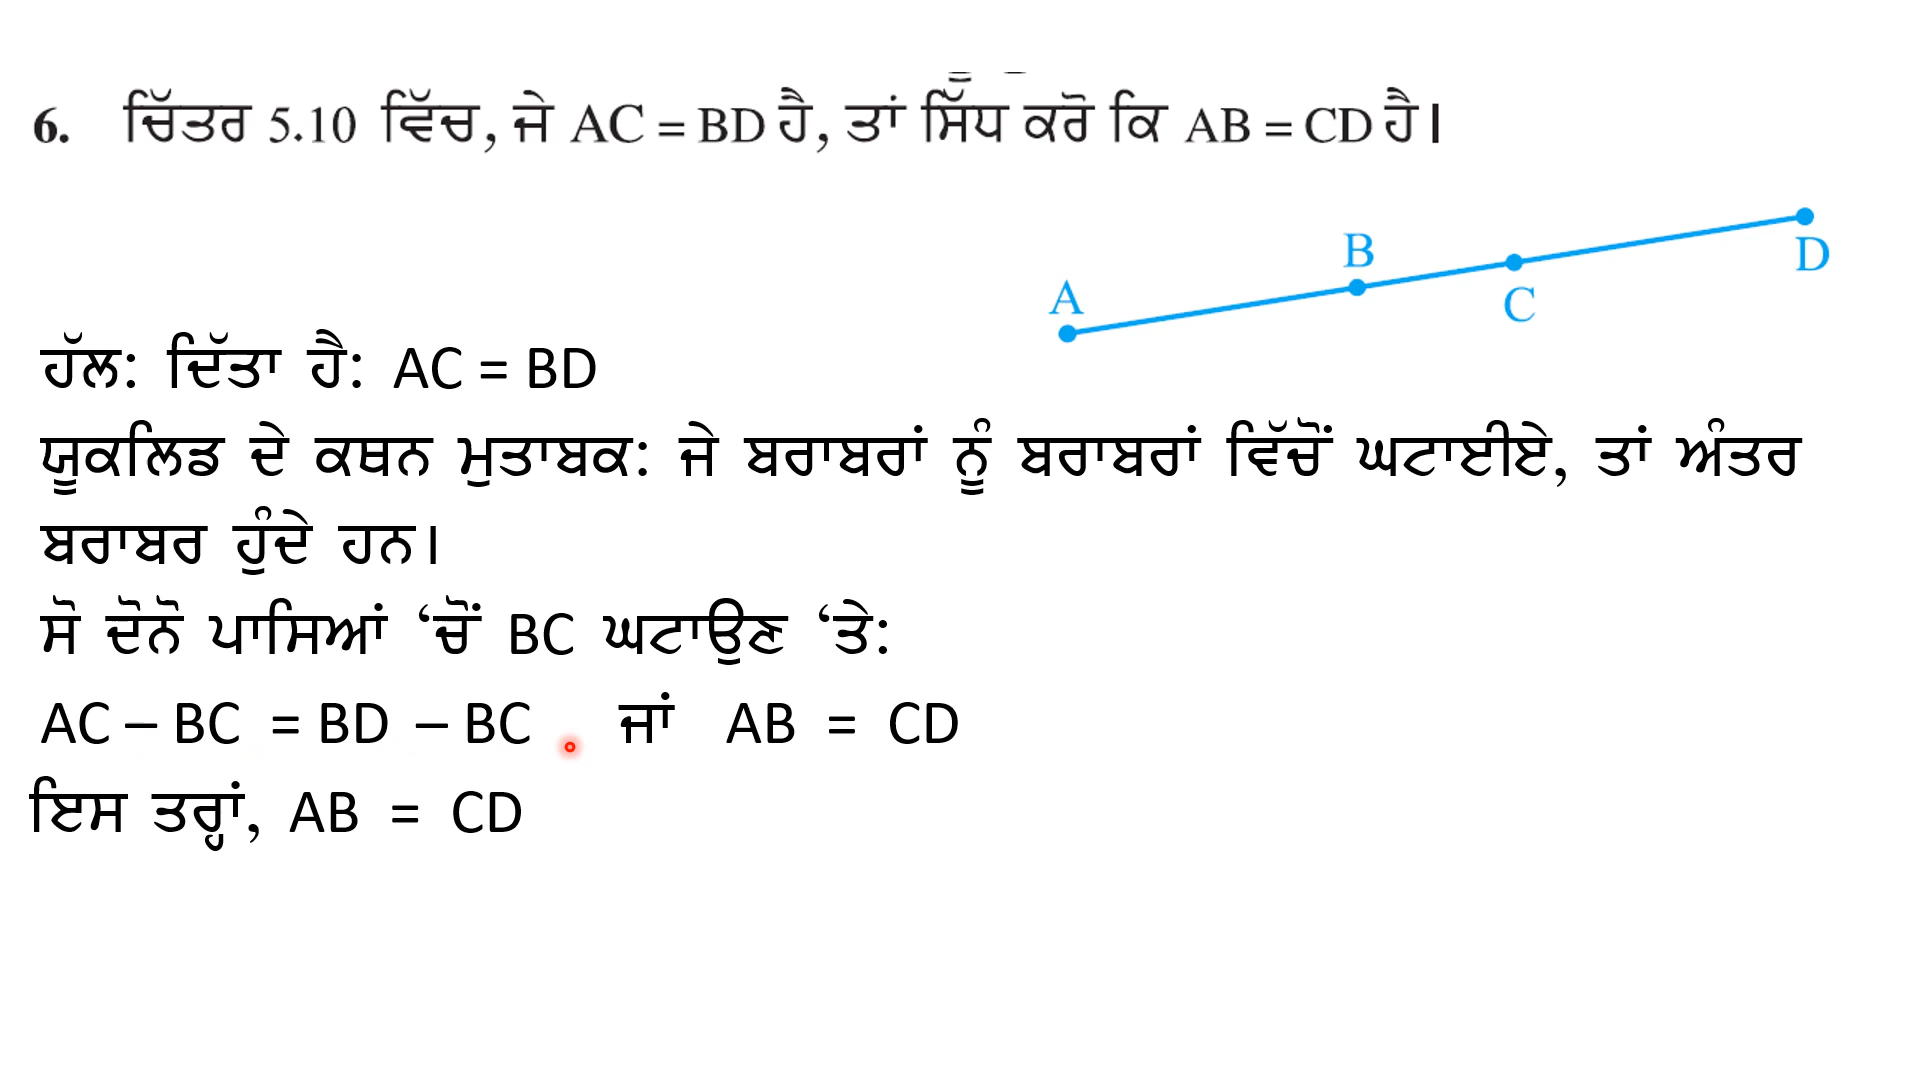 6. ਚਿੱਤਰ 5.10 ਵਿੱਚ, ਜੇ AC = BD ਹੈ, ਤਾਂ ਸਿੱਧ ਕਰੋ ਕਿ AB = CD ਹੈ।
A
B
C
D
ਹੱਲ: ਦਿੱਤਾ ਹੈ: AC = BD
ਯੂਕਲਿਡ ਦੇ ਕਥਨ ਮੁਤਾਬਕ: ਜੇ ਬਰਾਬਰਾਂ ਨੂੰ ਬਰਾਬਰਾਂ ਵਿੱਚੋਂ ਘਟਾਈਏ, ਤਾਂ ਅੰਤਰ
ਬਰਾਬਰ ਹੁੰਦੇ ਹਨ।
ਸੋ ਦੋਨੋ ਪਾਸਿਆਂ ‘ਚੋਂ BC ਘਟਾਉਣ ‘ਤੇ:
AC – BC = BD – BC ਜਾਂ AB = CD
ਇਸ ਤਰ੍ਹਾਂ, AB = CD